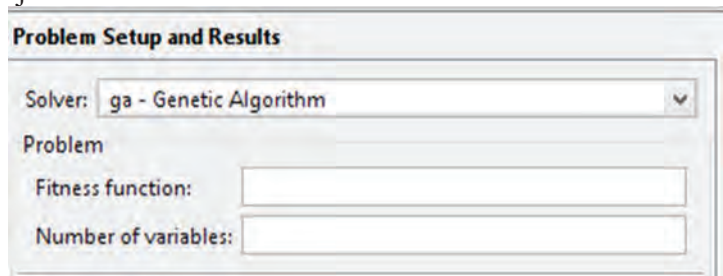 Problem Setup and Results
Solver: ga - Genetic Algorithm
Problem
Fitness function:
Number of variables: